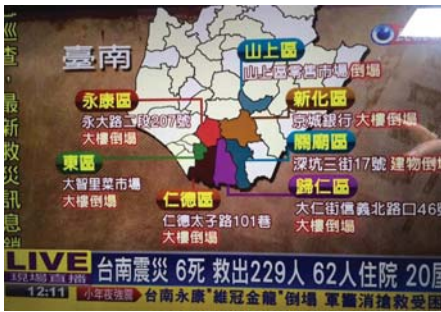 臺南
山上區
山上區零售市場 倒塌
永康區
永大路二段207號
大樓倒塌
新化區
京城銀行 大樓倒塌
關廟區
深坑三街17號 建物倒塌
東區
大智里菜市場
大樓倒塌
仁德區
仁德太子路101巷
大樓倒塌
歸仁區
大仁街信義北路口46號
大樓倒塌
巡查，最新救災訊息鎖
LIVE
現場直播
台南震災 6死 救出229人 62人住院 20
12:11
小年夜強震
台南永康"維冠金龍"倒塌 軍警消搶救受困